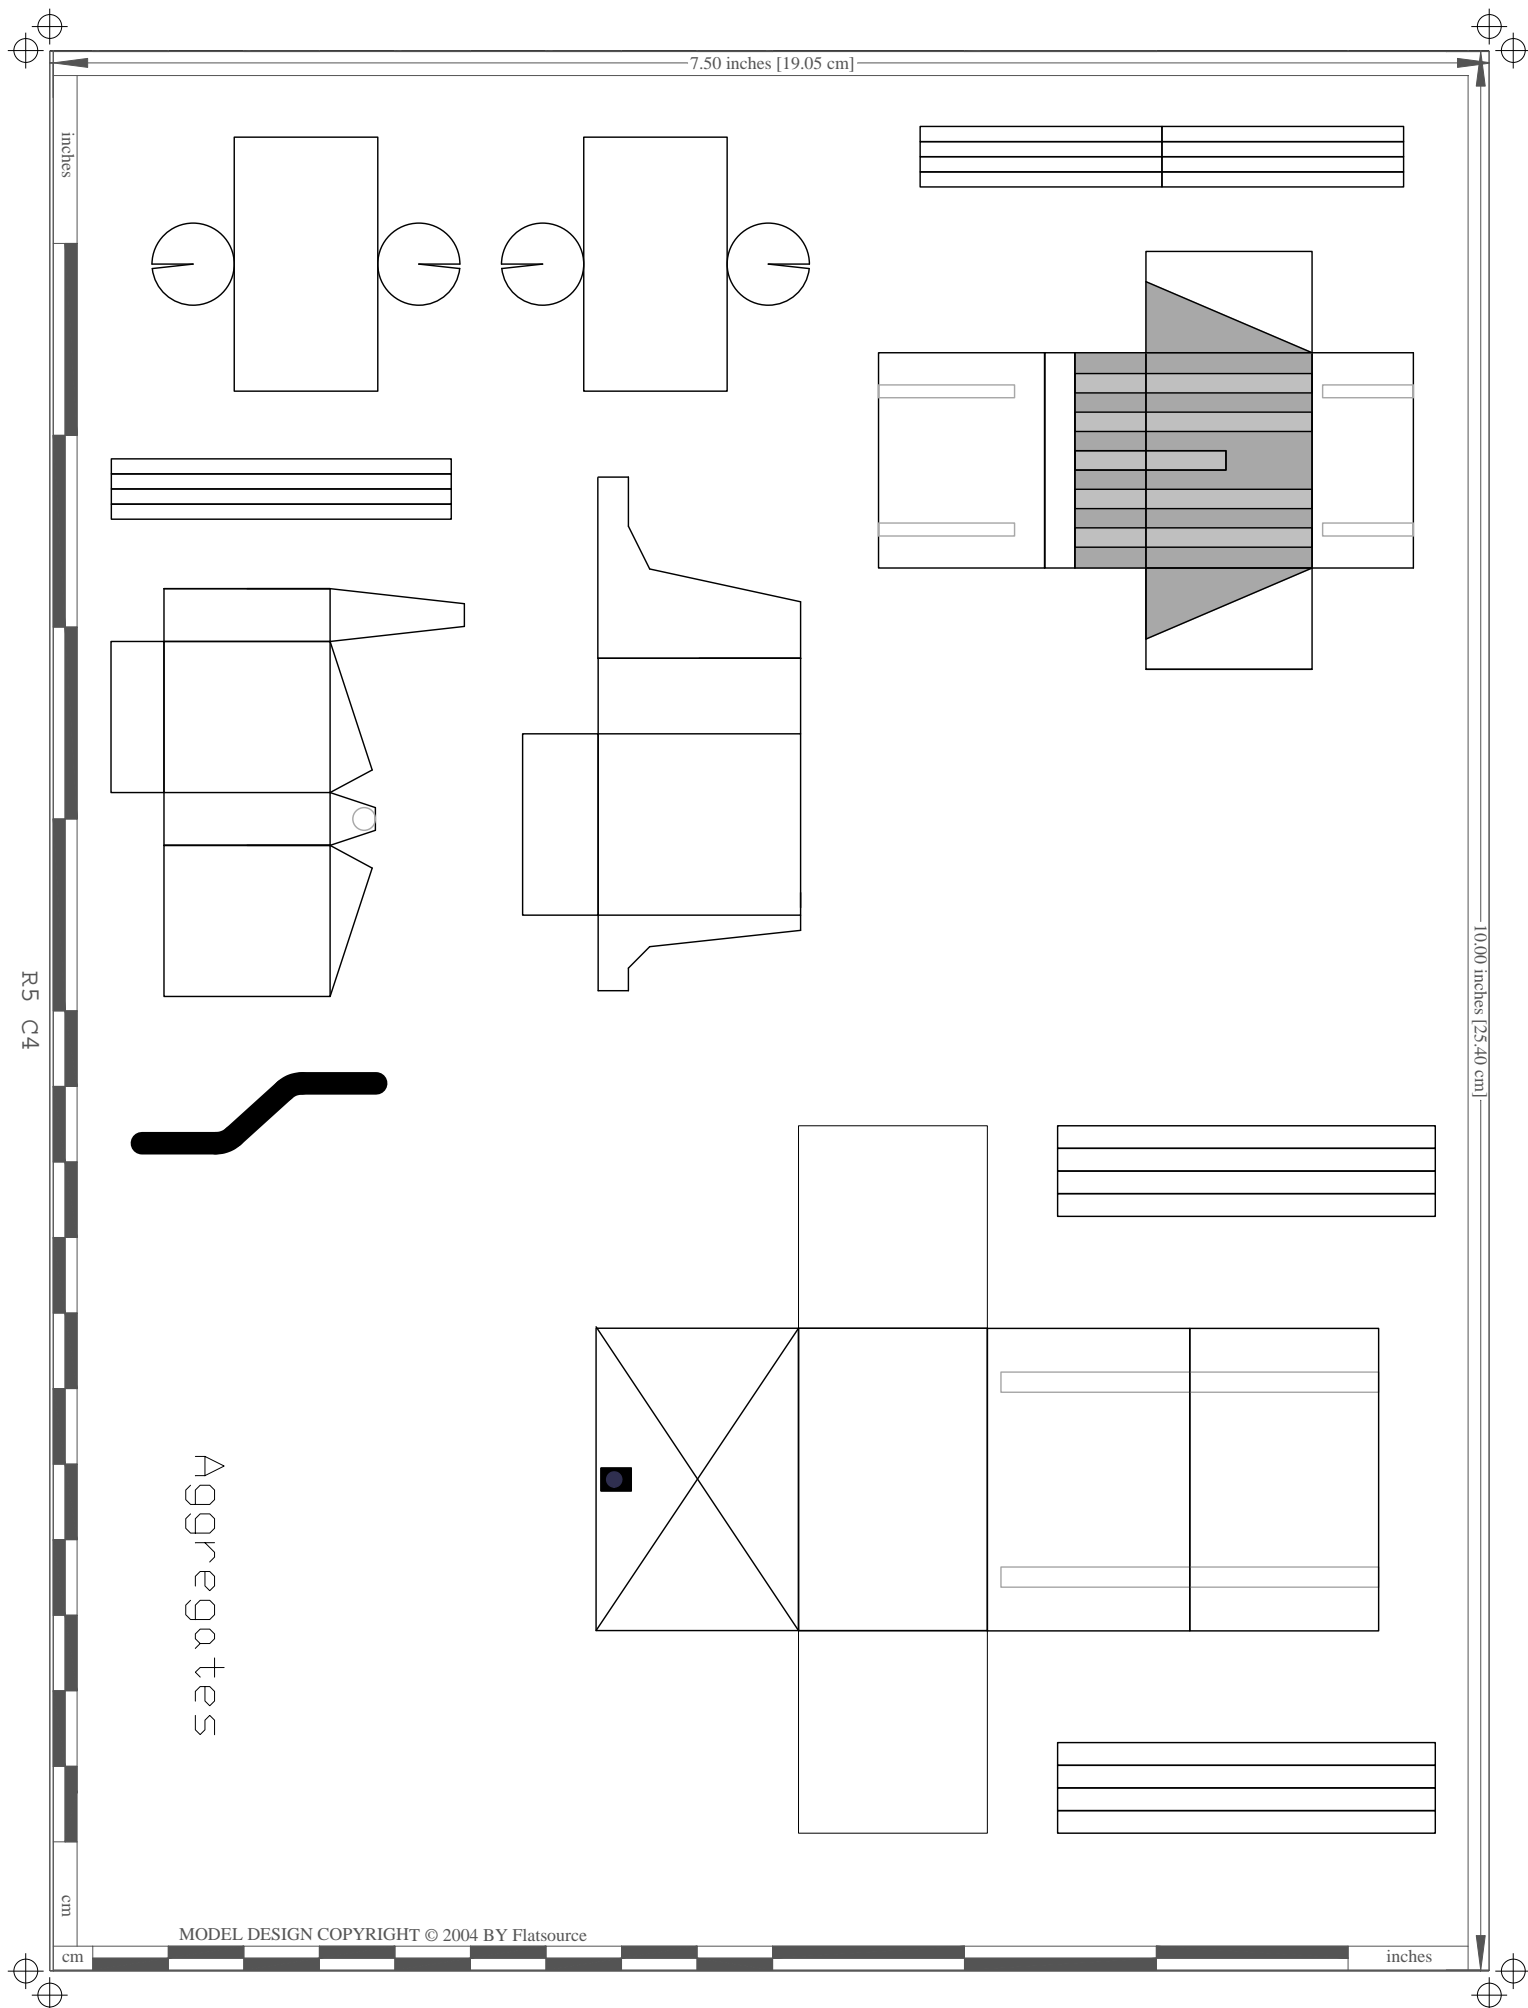 7.50 inches [19.05 cm]
inches
10.00 inches [25.40 cm]
R5 C4
Aggregates
cm
MODEL DESIGN COPYRIGHT © 2004 BY Flatsource
cm
inches